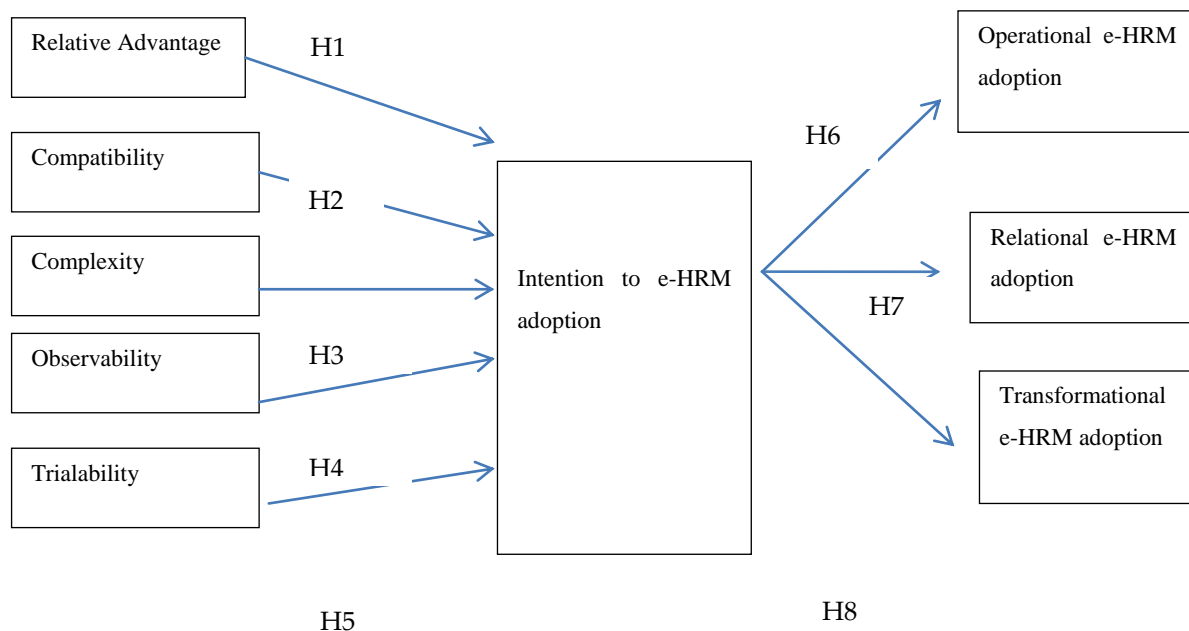 Relative Advantage
H1
Compatibility
H2
Complexity
Observability
H3
Trialability
H4
H5
Intention to e-HRM
adoption
H6
H7
H8
Operational e-HRM
adoption
Relational e-HRM
adoption
Transformational
e-HRM adoption